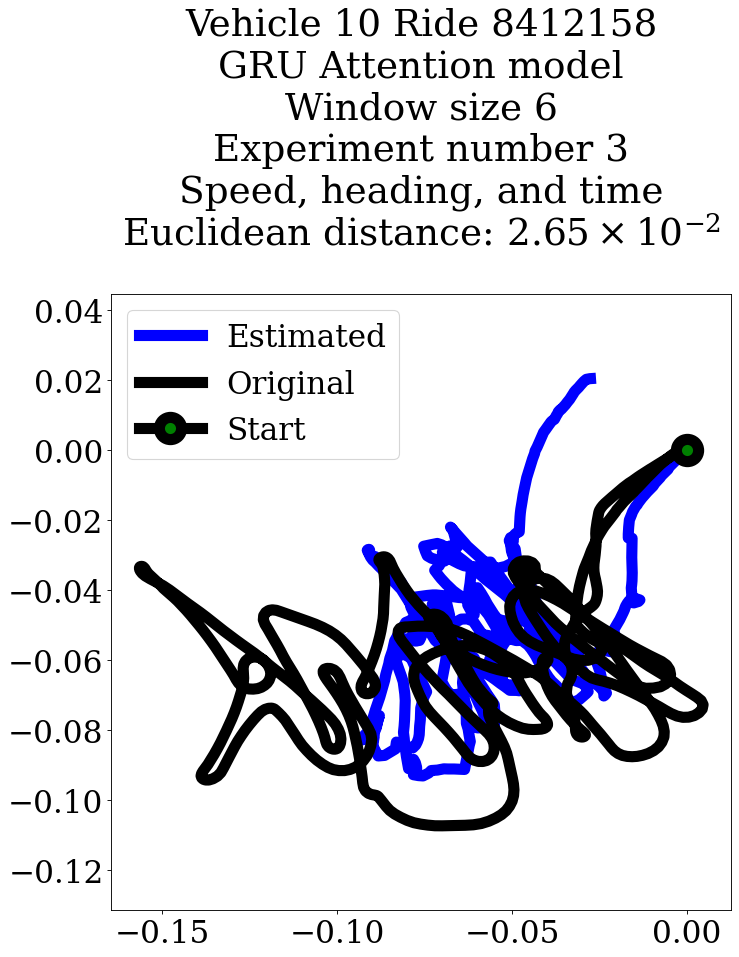 Vehicle 10 Ride 8412158
GRU Attention model
Window size 6
Experiment number 3
Speed, heading, and time
Euclidean distance: 2.65 × 10⁻²
Estimated
Original
Start
0.04
0.02
0.00
−0.02
−0.04
−0.06
−0.08
−0.10
−0.12
−0.15
−0.10
−0.05
0.00